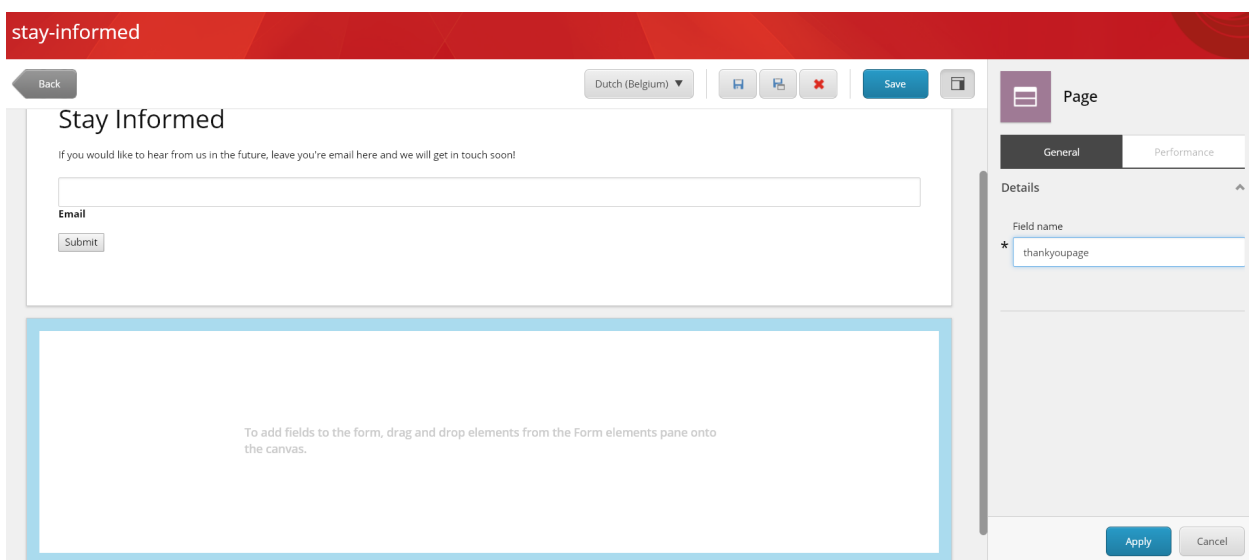 stay-informed
Back
Dutch (Belgium) ▼
Save
Stay Informed
If you would like to hear from us in the future, leave you're email here and we will get in touch soon!
Email
Submit
To add fields to the form, drag and drop elements from the Form elements pane onto
the canvas.
Page
General Performance
Details
Field name
* thankyoupage
Apply Cancel